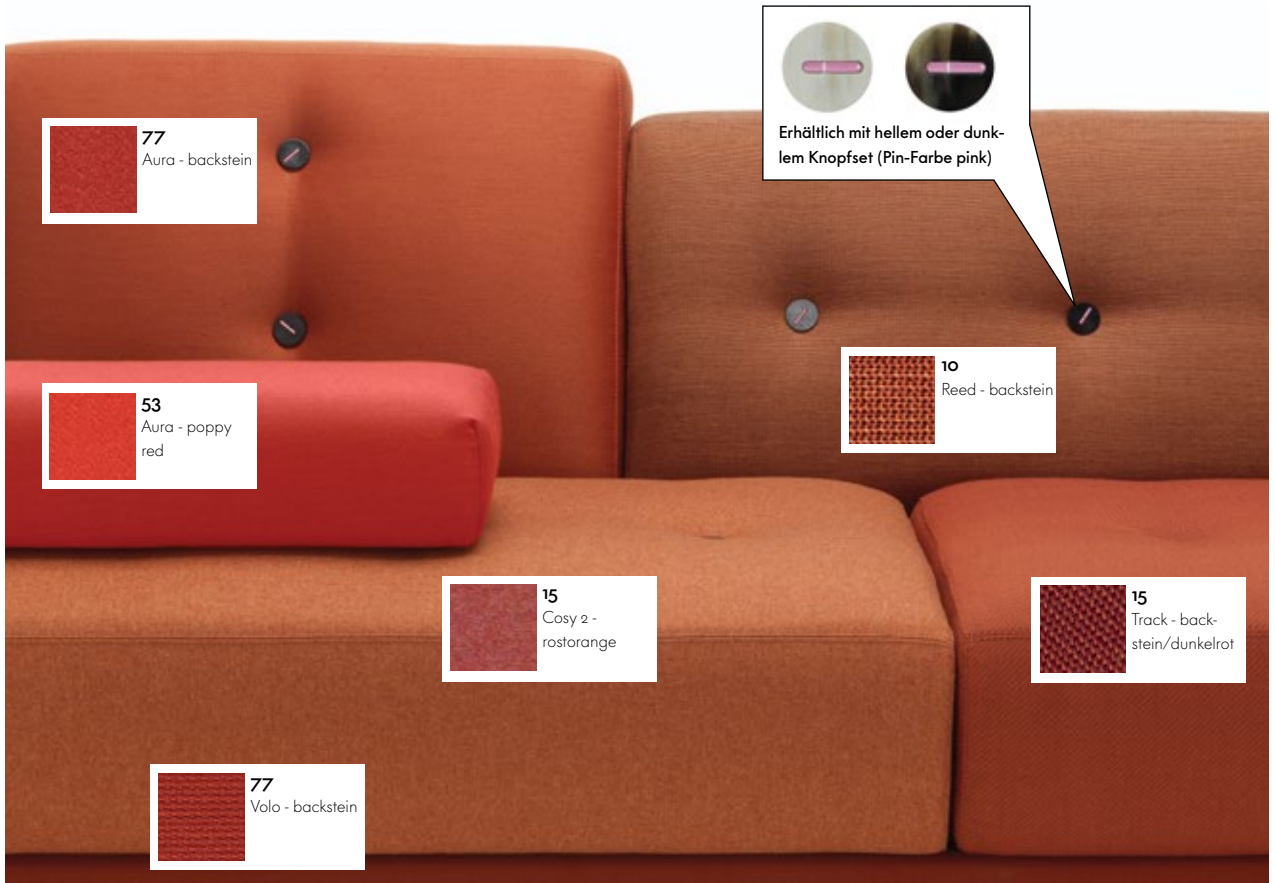 Erhältlich mit hellem oder dunk-
lem Knopfset (Pin-Farbe pink)
77
Aura - backstein
10
Reed - backstein
53
Aura - poppy
red
15
Cosy 2 -
rostorange
15
Track - back-
stein/dunkelrot
77
Volo - backstein